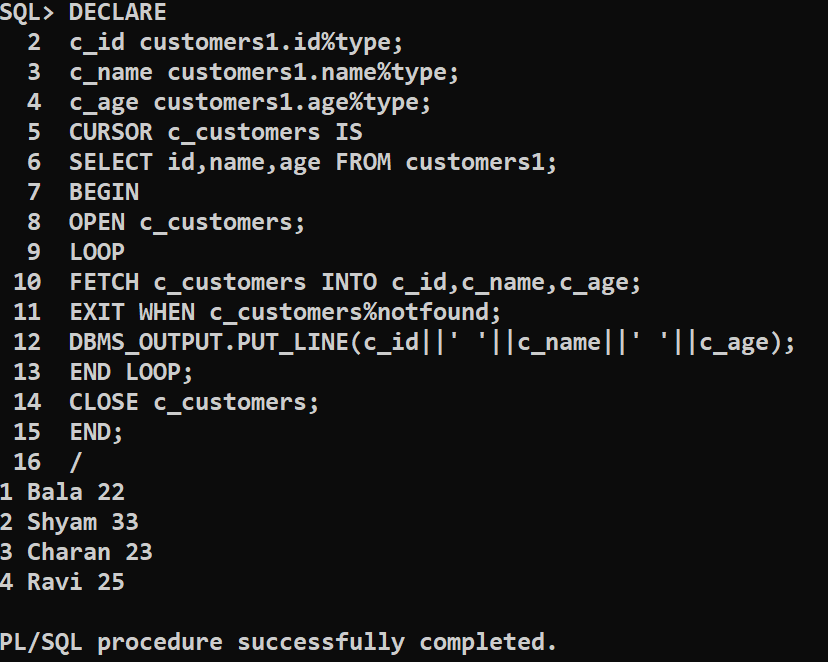 SQL> DECLARE
  2  c_id customers1.id%type;
  3  c_name customers1.name%type;
  4  c_age customers1.age%type;
  5  CURSOR c_customers IS
  6  SELECT id,name,age FROM customers1;
  7  BEGIN
  8  OPEN c_customers;
  9  LOOP
 10  FETCH c_customers INTO c_id,c_name,c_age;
 11  EXIT WHEN c_customers%notfound;
 12  DBMS_OUTPUT.PUT_LINE(c_id||' '||c_name||' '||c_age);
 13  END LOOP;
 14  CLOSE c_customers;
 15  END;
 16  /
1 Bala 22
2 Shyam 33
3 Charan 23
4 Ravi 25

PL/SQL procedure successfully completed.